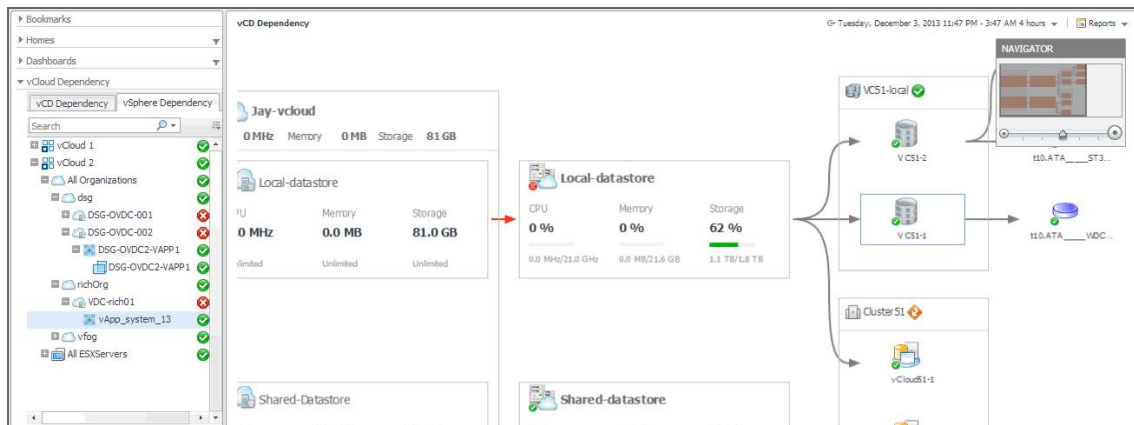 Bookmarks
Homes
Dashboards
vCloud Dependency
vCD Dependency
vSphere Dependency
Search
vCloud 1
vCloud 2
All Organizations
dsg
DSG-OVDC-001
DSG-OVDC-002
DSG-OVDC2-VAPP1
DSG-OVDC2-VAPP1
richOrg
VDC-rich01
vApp_system_13
vfog
All ESXServers
vCD Dependency
Tuesday, December 3, 2013 11:47 PM - 3:47 AM 4 hours
Reports
NAVIGATOR
Jay-vcloud
0 MHz Memory 0 MB Storage 81 GB
Local-datastore
PU Memory Storage
.0 MHz 0.0 MB 81.0 GB
limited Unlimited Unlimited
Local-datastore
CPU Memory Storage
0 % 0 % 62 %
0.0 MHz/21.0 GHz 0.0 MB/21.6 GB 1.1 TB/1.8 TB
VC51-local
VC51-2
VC51-1
t10.ATA_____ST3...
t10.ATA_____WDC...
Cluster51
vCloud51-1
Shared-Datastore
Shared-datastore